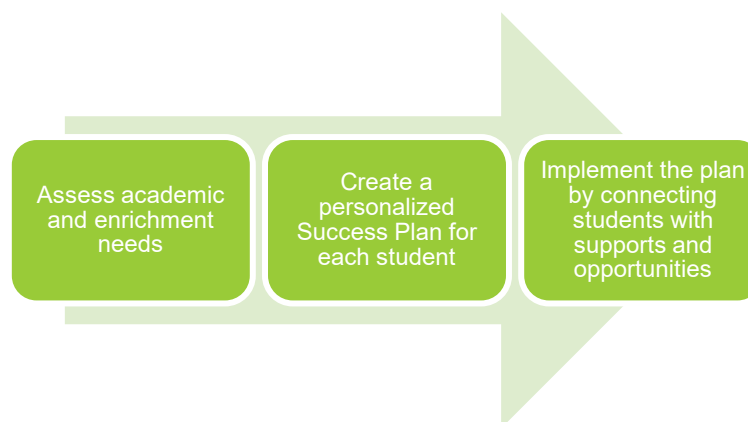 Assess academic
and enrichment
needs
Create a
personalized
Success Plan for
each student
Implement the plan
by connecting
students with
supports and
opportunities